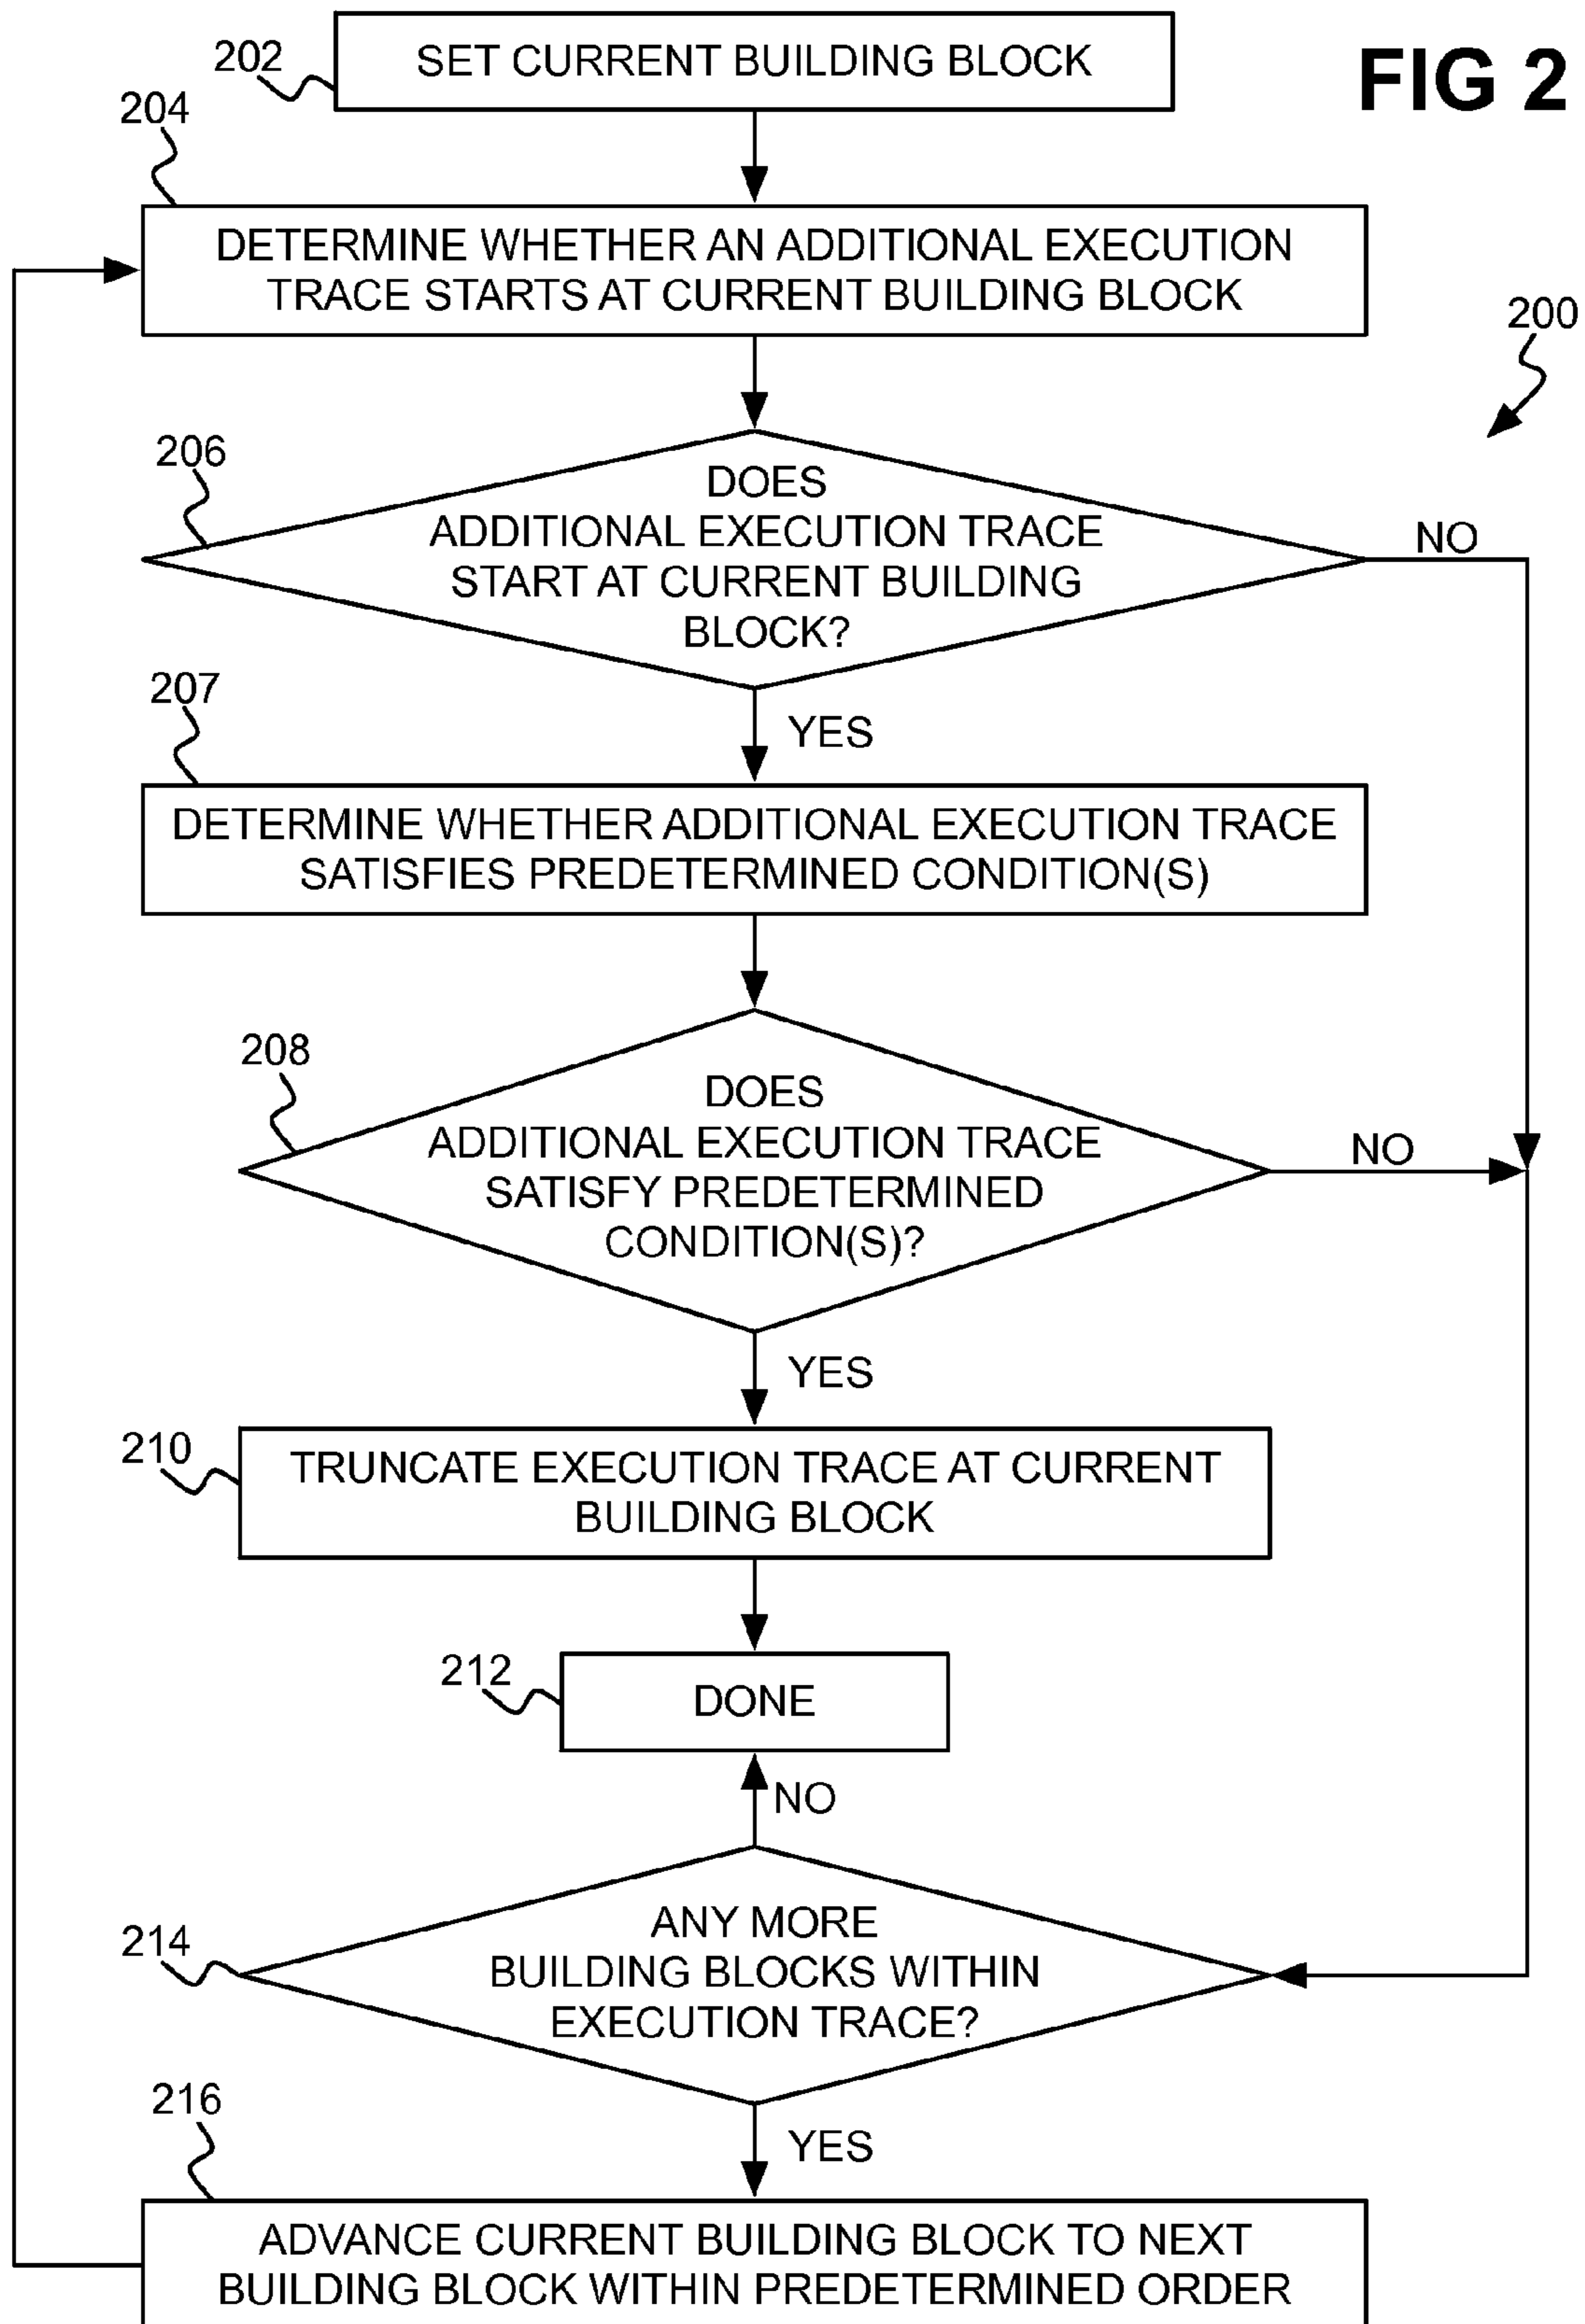 FIG 2
202
SET CURRENT BUILDING BLOCK
204
DETERMINE WHETHER AN ADDITIONAL EXECUTION
TRACE STARTS AT CURRENT BUILDING BLOCK
200
206
DOES
ADDITIONAL EXECUTION TRACE
START AT CURRENT BUILDING
BLOCK?
NO
YES
207
DETERMINE WHETHER ADDITIONAL EXECUTION TRACE
SATISFIES PREDETERMINED CONDITION(S)
208
DOES
ADDITIONAL EXECUTION TRACE
SATISFY PREDETERMINED
CONDITION(S)?
NO
YES
210
TRUNCATE EXECUTION TRACE AT CURRENT
BUILDING BLOCK
212
DONE
NO
214
ANY MORE
BUILDING BLOCKS WITHIN
EXECUTION TRACE?
YES
216
ADVANCE CURRENT BUILDING BLOCK TO NEXT
BUILDING BLOCK WITHIN PREDETERMINED ORDER